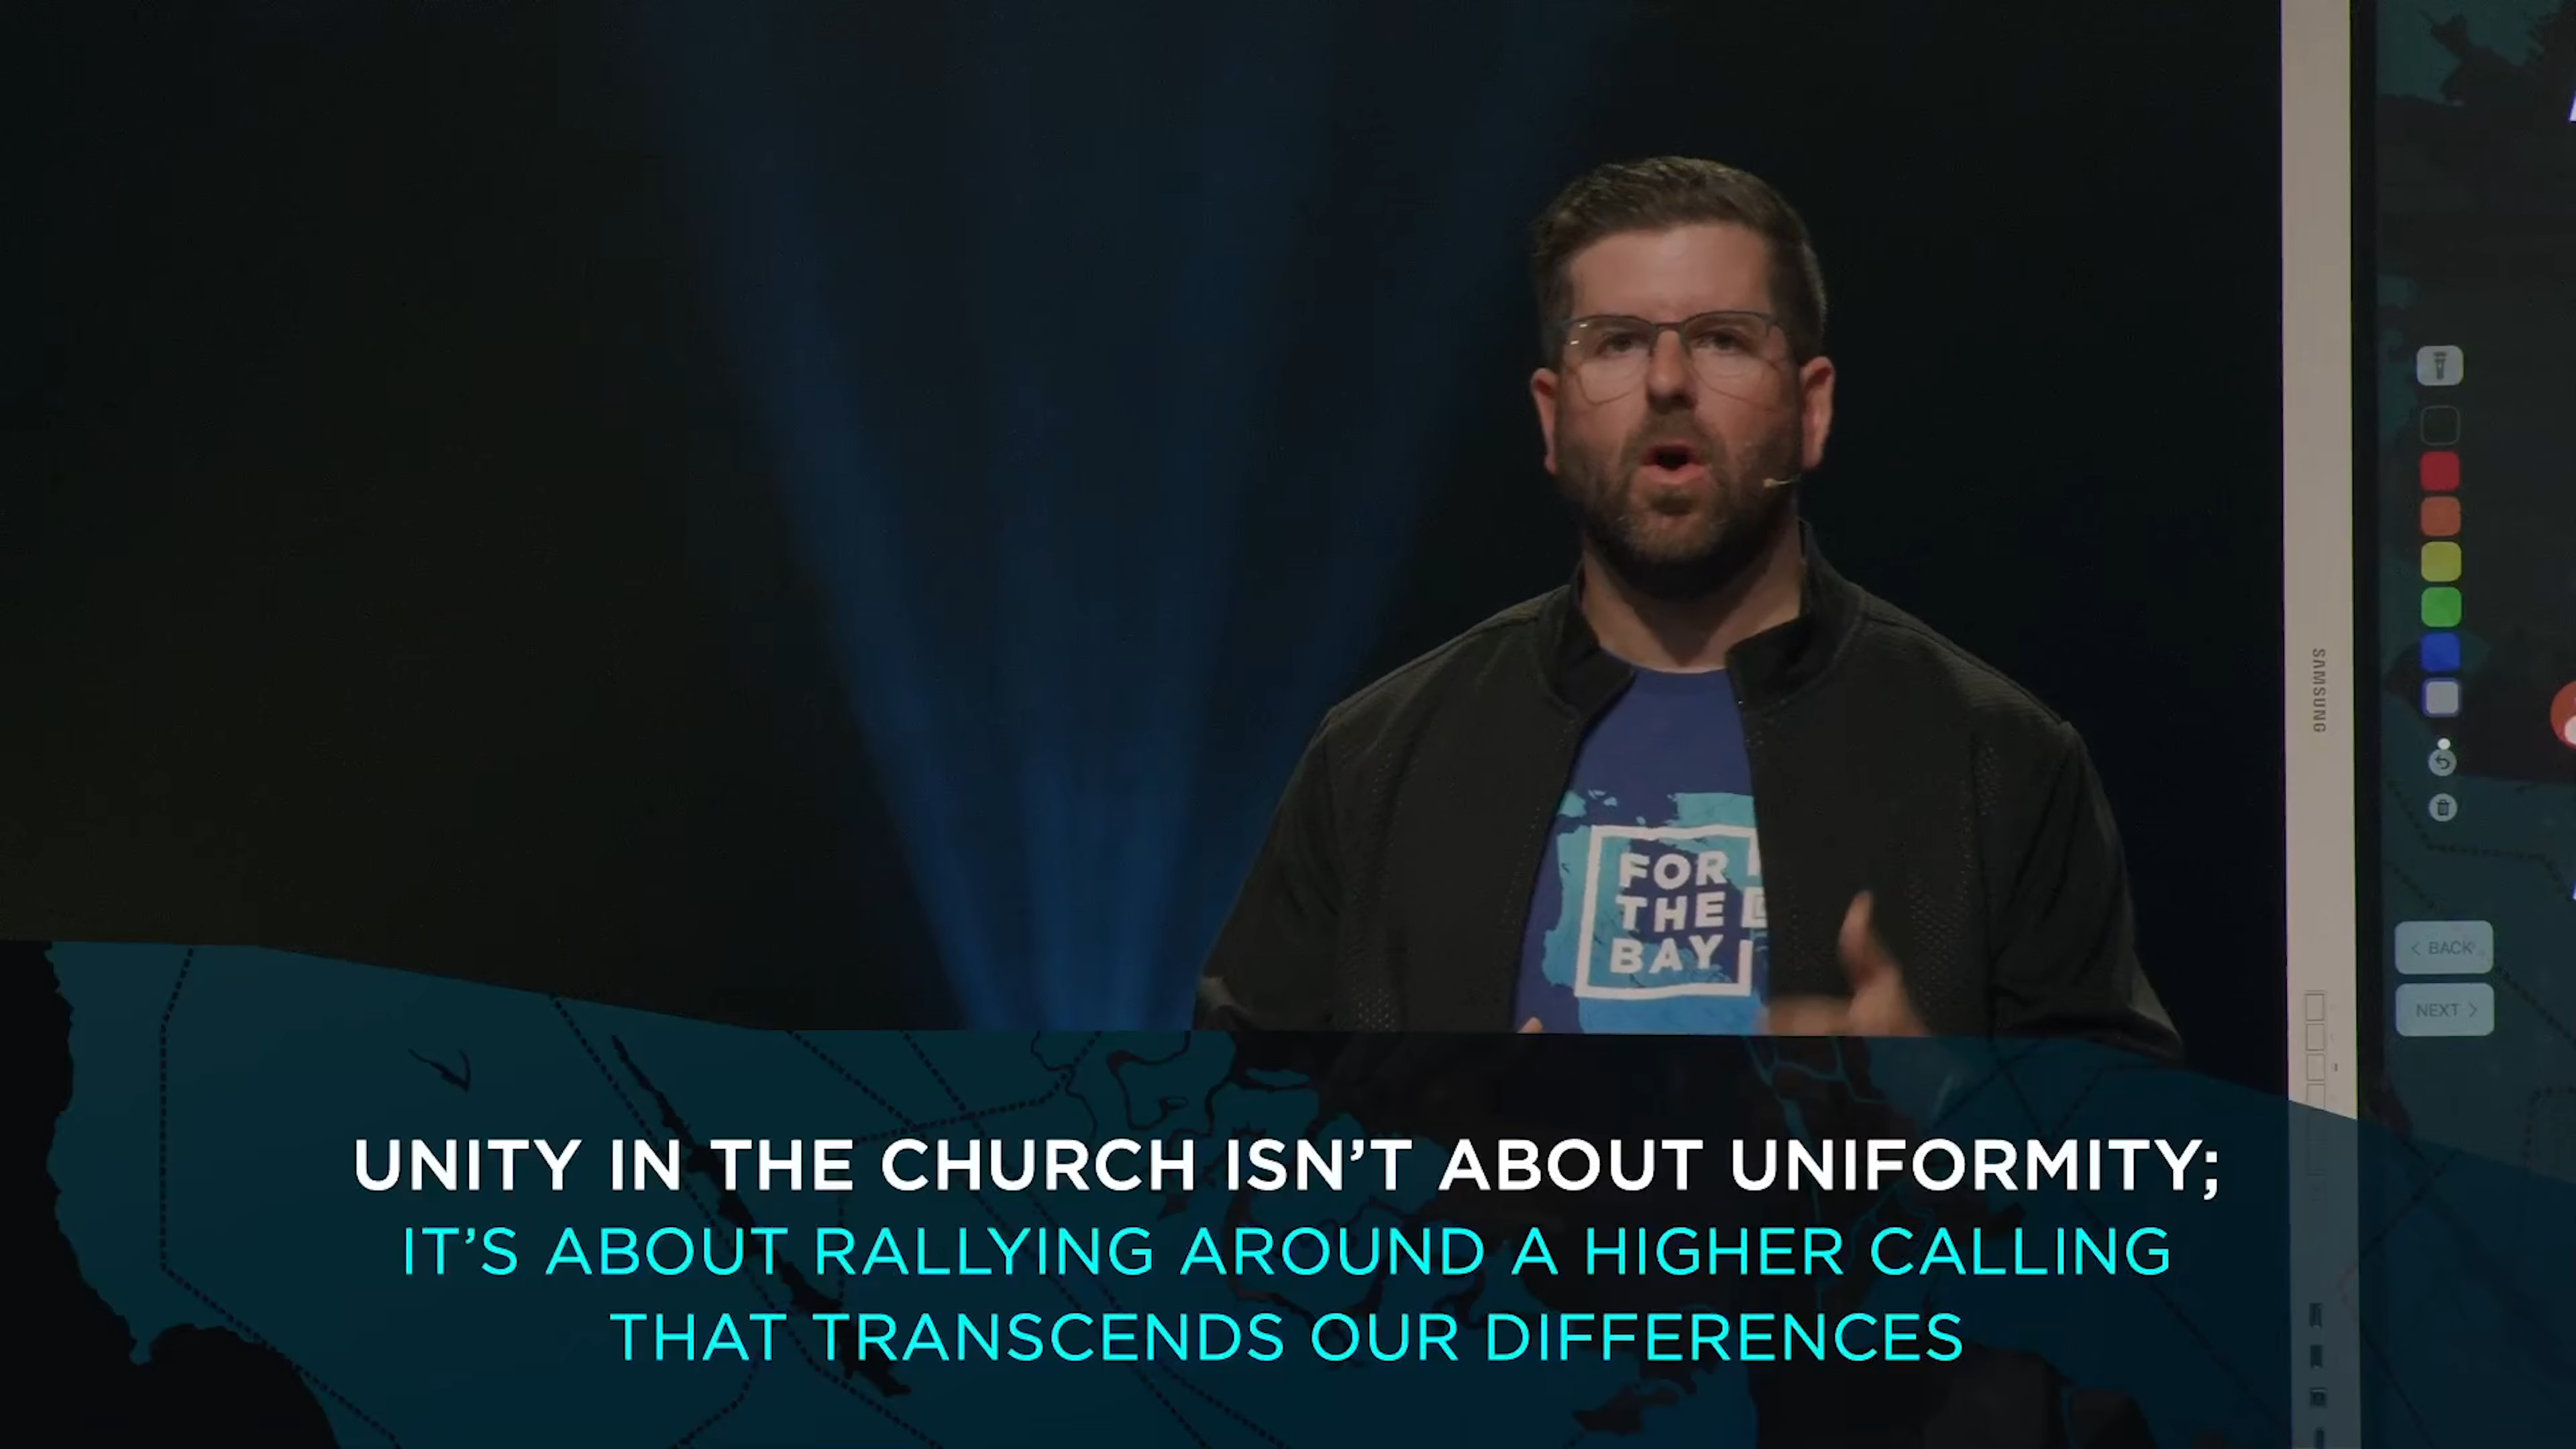 FOR
THE
BAY
SAMSUNG
< BACK
NEXT >
UNITY IN THE CHURCH ISN'T ABOUT UNIFORMITY;
IT'S ABOUT RALLYING AROUND A HIGHER CALLING
THAT TRANSCENDS OUR DIFFERENCES